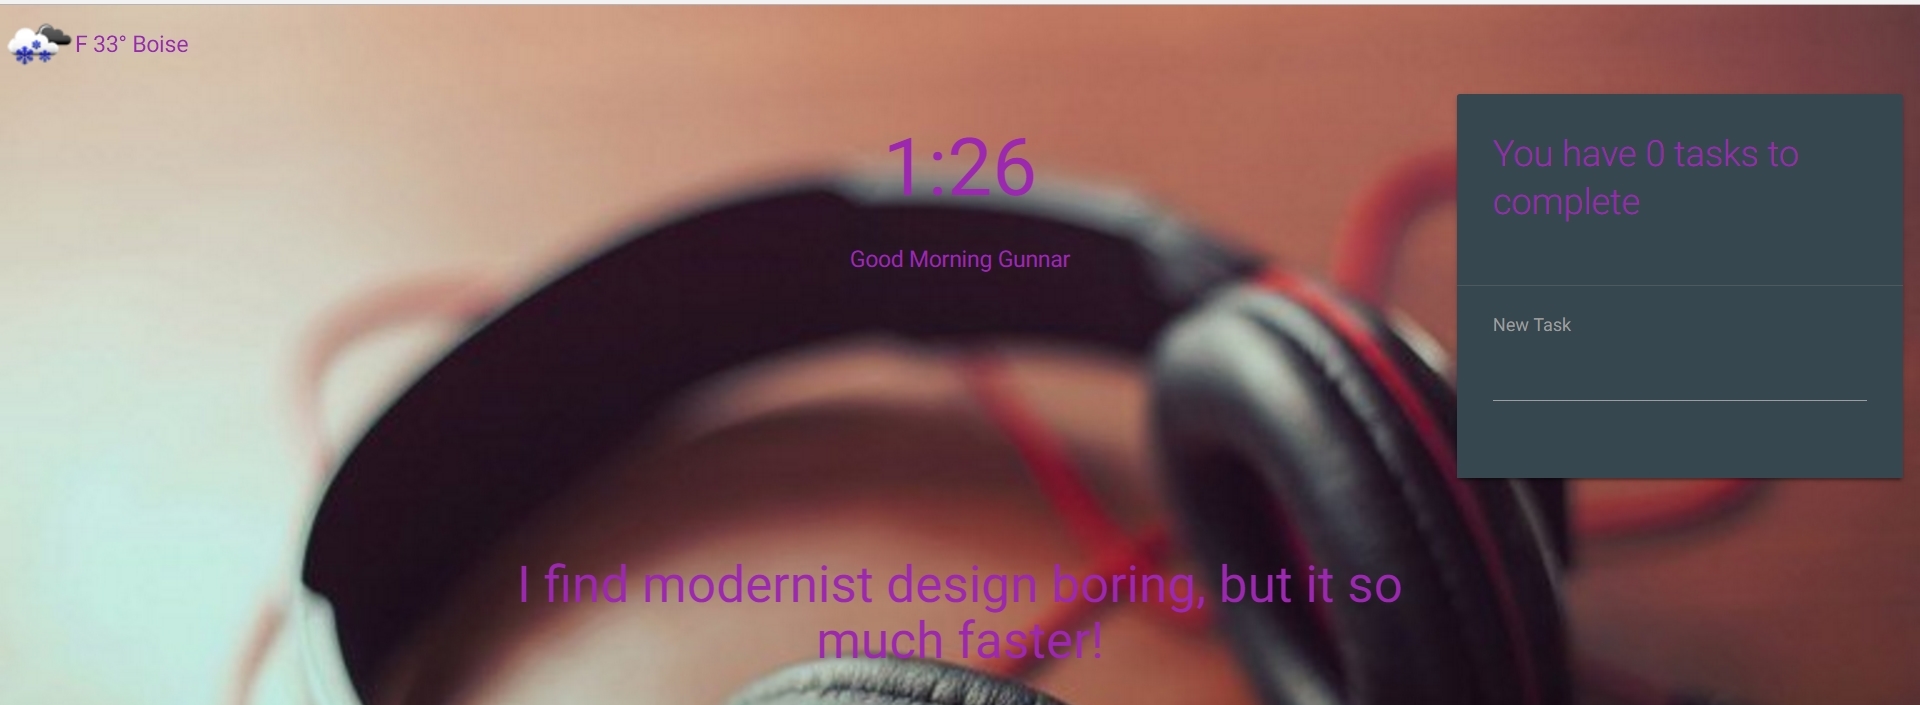 F 33° Boise
1:26
Good Morning Gunnar
You have 0 tasks to
complete
New Task
I find modernist design boring, but it so
much faster!